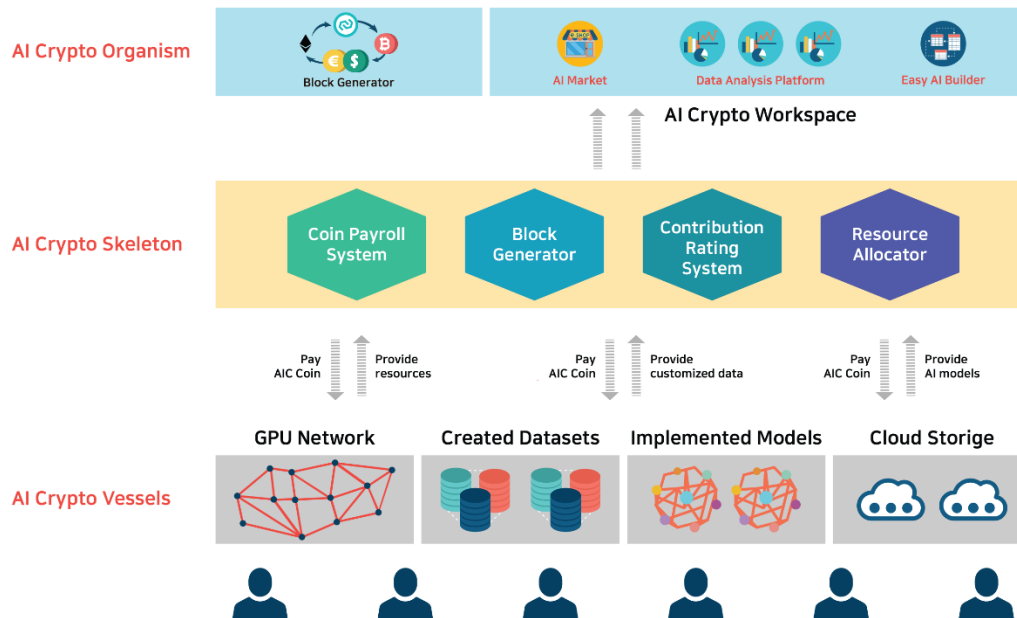 AI Crypto Organism
Block Generator
E SHOP
AI Market
Data Analysis Platform
Easy AI Builder
AI Crypto Workspace
AI Crypto Skeleton
Coin Payroll
System
Block
Generator
Contribution
Rating
System
Resource
Allocator
Pay
AIC Coin
Provide
resources
Pay
AIC Coin
Provide
customized data
Pay
AIC Coin
Provide
AI models
GPU Network
Created Datasets
Implemented Models
Cloud Storige
AI Crypto Vessels